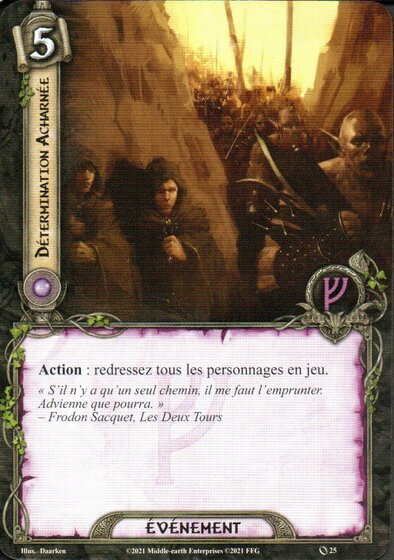 5
DÉTERMINATION ACHARNÉE
Action : redressez tous les personnages en jeu.
« S'il n'y a qu'un seul chemin, il me faut l'emprunter.
Advienne que pourra. »
– Frodon Sacquet, Les Deux Tours
ÉVÉNEMENT
Illus. Daarken
©2021 Middle-earth Enterprises ©2021 FFG
25